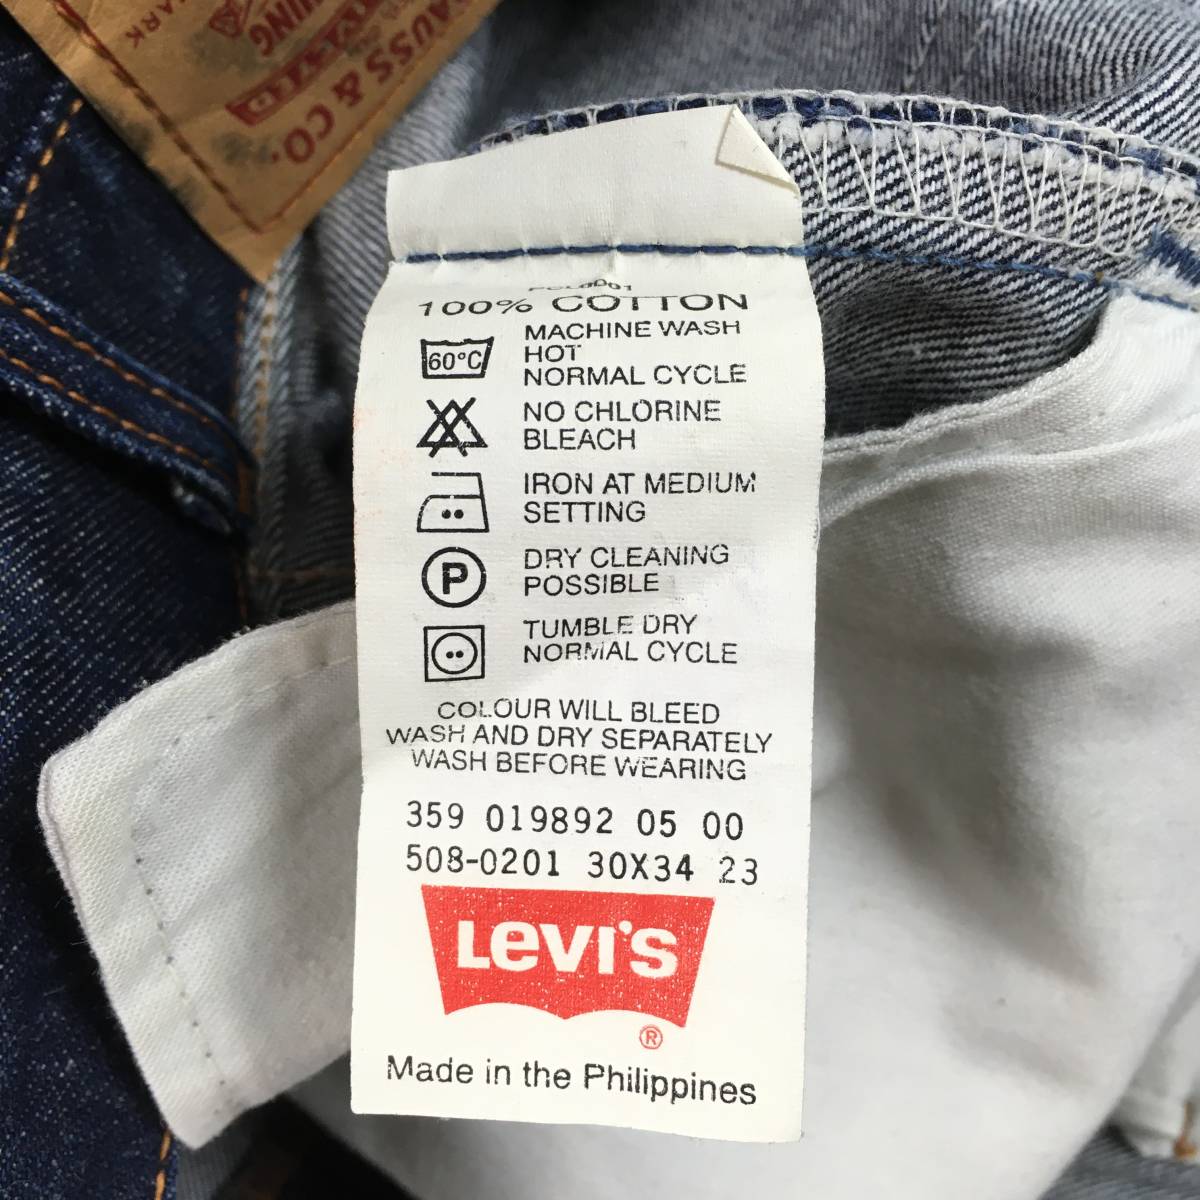 & CO.
100% COTTON
60°C
MACHINE WASH
HOT
NORMAL CYCLE
NO CHLORINE
BLEACH
IRON AT MEDIUM
SETTING
P
DRY CLEANING
POSSIBLE
TUMBLE DRY
NORMAL CYCLE
COLOUR WILL BLEED
WASH AND DRY SEPARATELY
WASH BEFORE WEARING
359 019892 05 00
508-0201 30X34 23
LEVI'S
®
Made in the Philippines